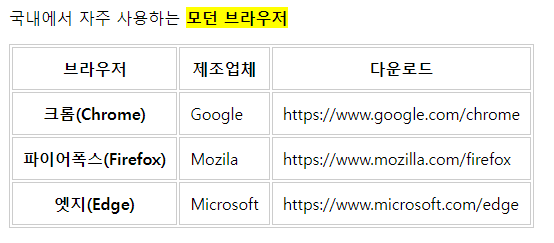 국내에서 자주 사용하는 모던 브라우저
브라우저 제조업체 다운로드
크롬(Chrome) Google https://www.google.com/chrome
파이어폭스(Firefox) Mozila https://www.mozilla.com/firefox
엣지(Edge) Microsoft https://www.microsoft.com/edge